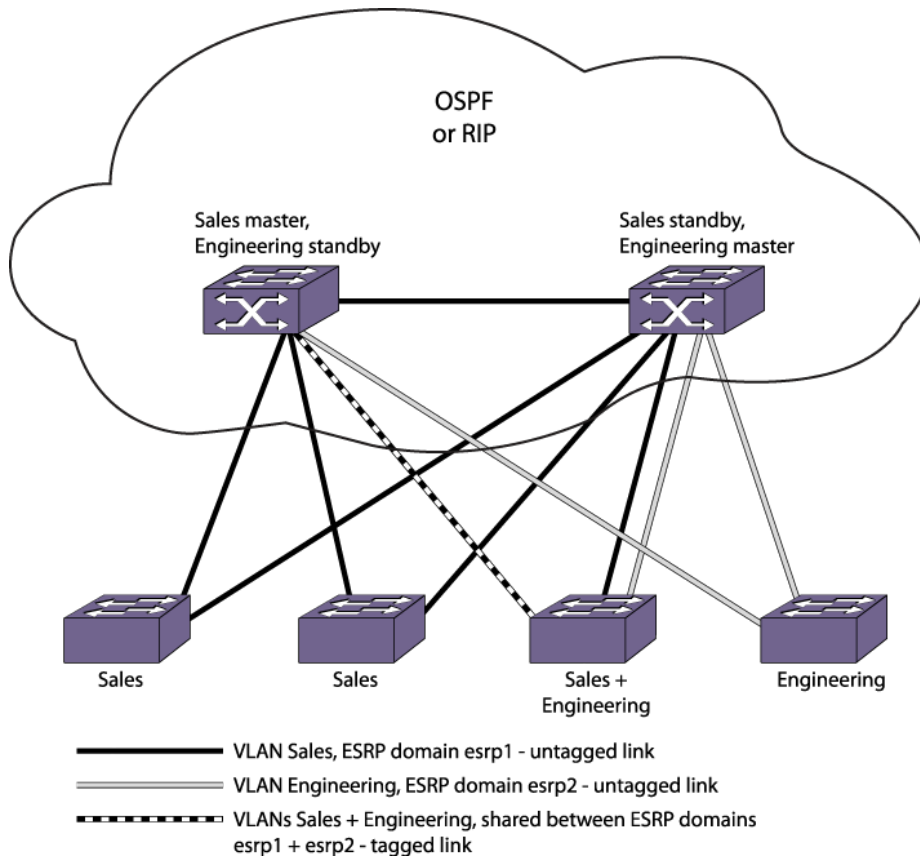 OSPF
or RIP
Sales master,
Engineering standby
Sales standby,
Engineering master
Sales
Sales
Sales +
Engineering
Engineering
VLAN Sales, ESRP domain esrp1 - untagged link
VLAN Engineering, ESRP domain esrp2 - untagged link
VLANs Sales + Engineering, shared between ESRP domains
esrp1 + esrp2 - tagged link